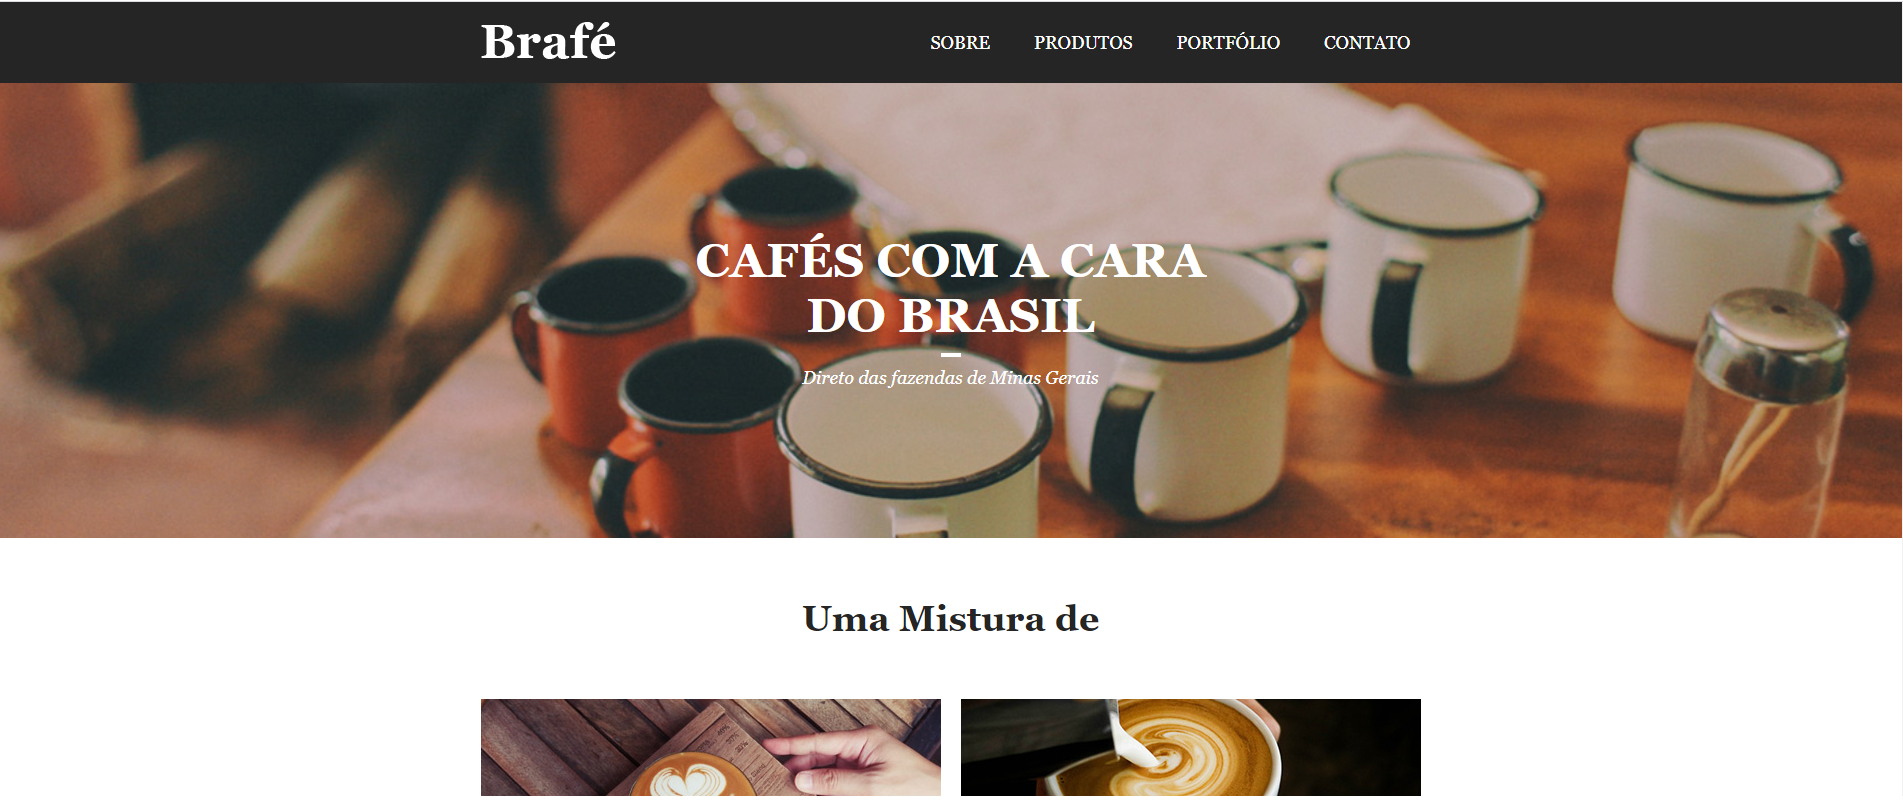 Brafé
SOBRE PRODUTOS PORTFÓLIO CONTATO
CAFÉS COM A CARA
DO BRASIL
Direto das fazendas de Minas Gerais
Uma Mistura de